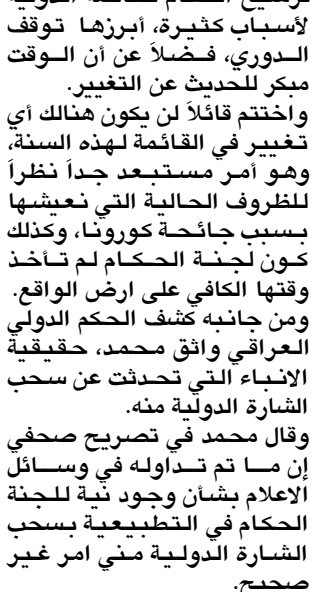 لأسباب كثيرة، أبرزها توقف
الدوري، فضلاً عن أن الوقت
مبكر للحديث عن التغيير.
واختتم قائلاً لن يكون هنالك أي
تغيير في القائمة لهذه السنة،
وهو أمر مستبعد جداً نظراً
للظروف الحالية التي نعيشها
بسبب جائحة كورونا، وكذلك
كون لجنة الحكام لم تأخذ
وقتها الكافي على ارض الواقع.
ومن جانبه كشف الحكم الدولي
العراقي واثق محمد، حقيقية
الانباء التي تحدثت عن سحب
الشارة الدولية منه.
وقال محمد في تصريح صحفي
إن ما تم تداوله في وسائل
الاعلام بشأن وجود نية للجنة
الحكام في التطبيعية بسحب
الشارة الدولية مني امر غير
صحيح.